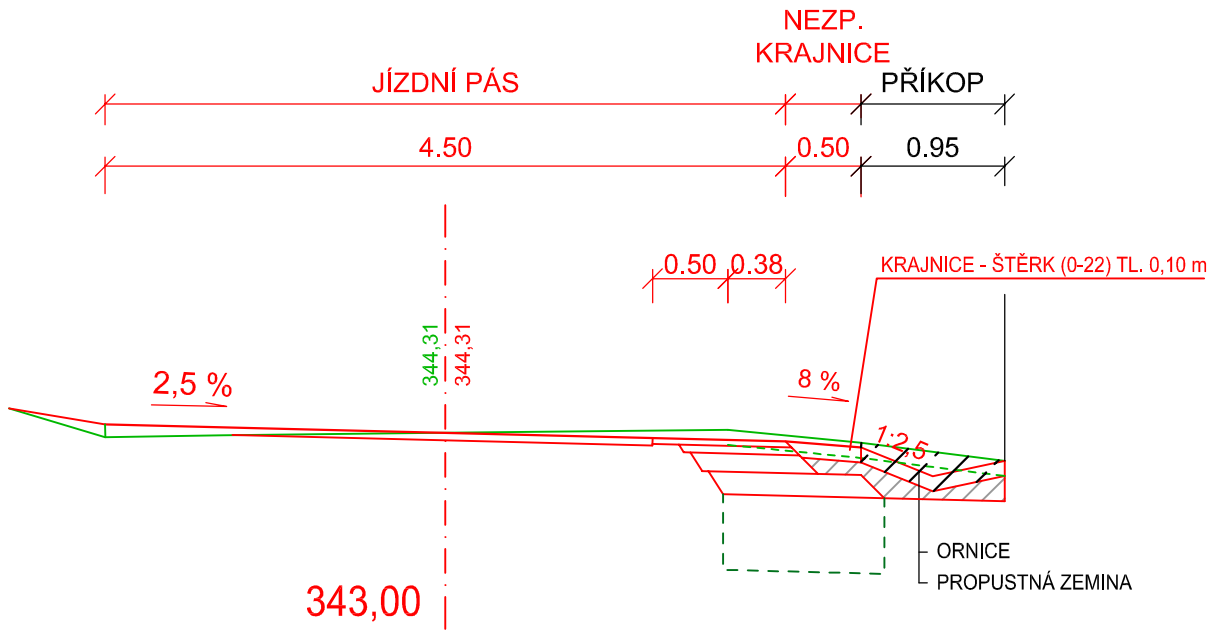 NEZP.
KRAJNICE
JÍZDNÍ PÁS
PŘÍKOP
4.50
0.50
0.95
0.50
0.38
KRAJNICE - ŠTĚRK (0-22) TL. 0,10 m
344,31
344,31
2,5 %
8 %
1:2,5
ORNICE
PROPUSTNÁ ZEMINA
343,00